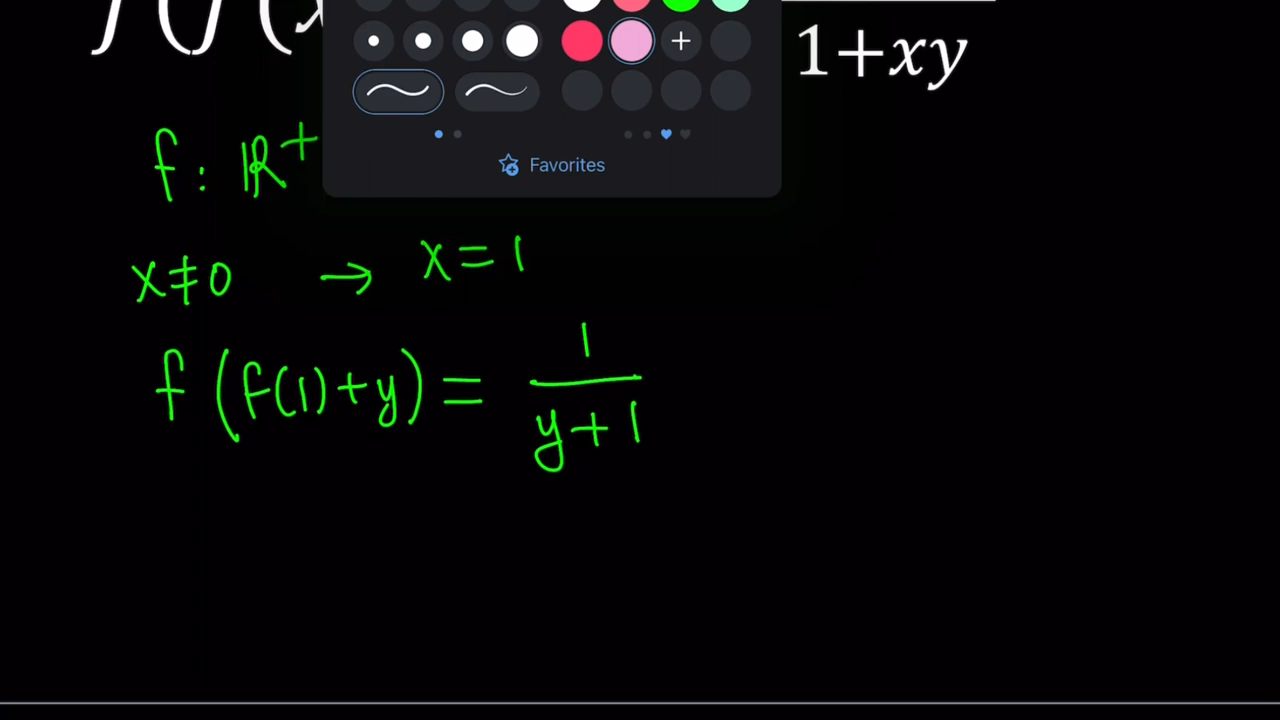 f(f(x 1+xy
Favorites
f: ℝ⁺
x≠0 → x=1
f(f(1)+y) = 1/(y+1)